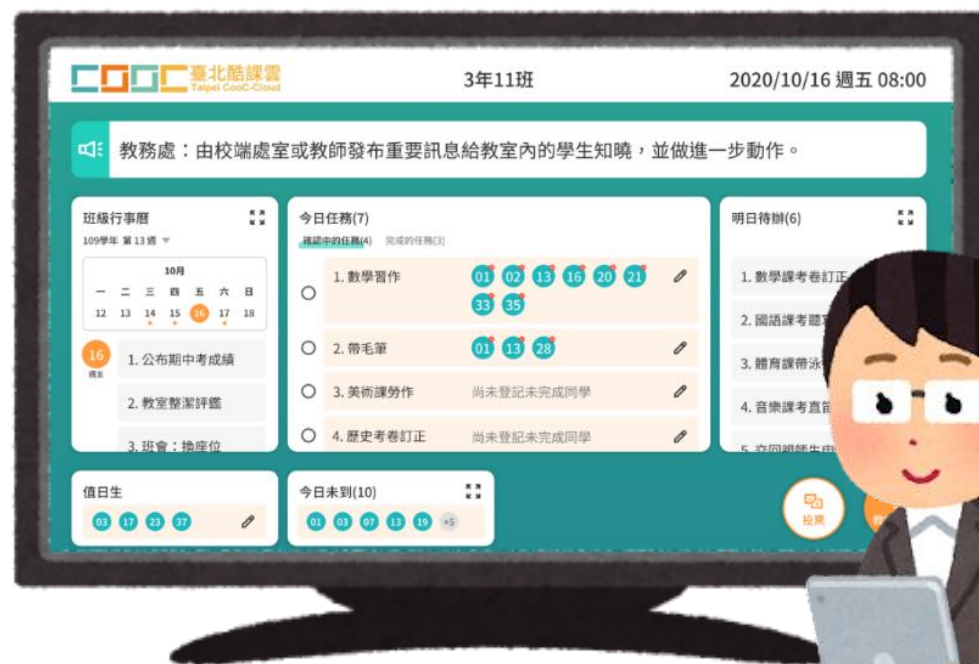 COOC 臺北酷課雲
Taipei CooC-Cloud
3年11班
2020/10/16 週五 08:00
教務處：由校端處室或教師發布重要訊息給教室內的學生知曉，並做進一步動作。
班級行事曆
109學年 第13週
10月
一 二 三 四 五 六 日
12 13 14 15 16 17 18
16 週五
1. 公布期中考成績
2. 教室整潔評鑑
3. 班會：換座位
今日任務(7)
確認中的任務(4) 完成的任務(3)
1. 數學習作
01 02 13 16 20 21
33 35
2. 帶毛筆
01 13 28
3. 美術課勞作 尚未登記未完成同學
4. 歷史考卷訂正 尚未登記未完成同學
明日待辦(6)
1. 數學課考卷訂正
2. 國語課考聽
3. 體育課帶泳
4. 音樂課考直笛
5. 交回親師生
值日生
03 17 23 37
今日未到(10)
01 03 07 13 19 +5
投票